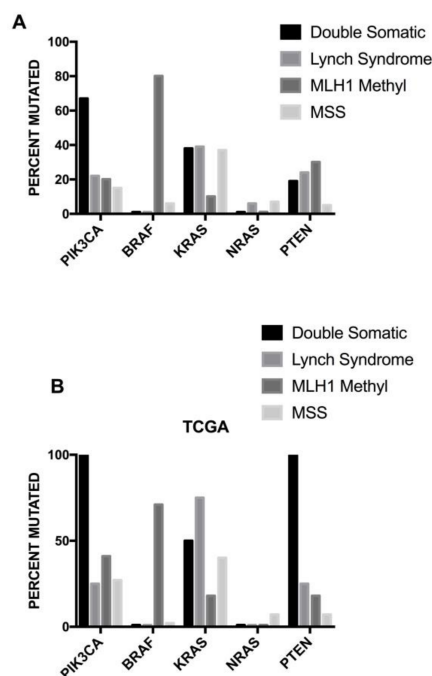 A
Double Somatic
Lynch Syndrome
MLH1 Methyl
MSS
PERCENT MUTATED
100
80
60
40
20
0
PIK3CA
BRAF
KRAS
NRAS
PTEN
B
Double Somatic
Lynch Syndrome
MLH1 Methyl
MSS
TCGA
PERCENT MUTATED
100
50
0
PIK3CA
BRAF
KRAS
NRAS
PTEN